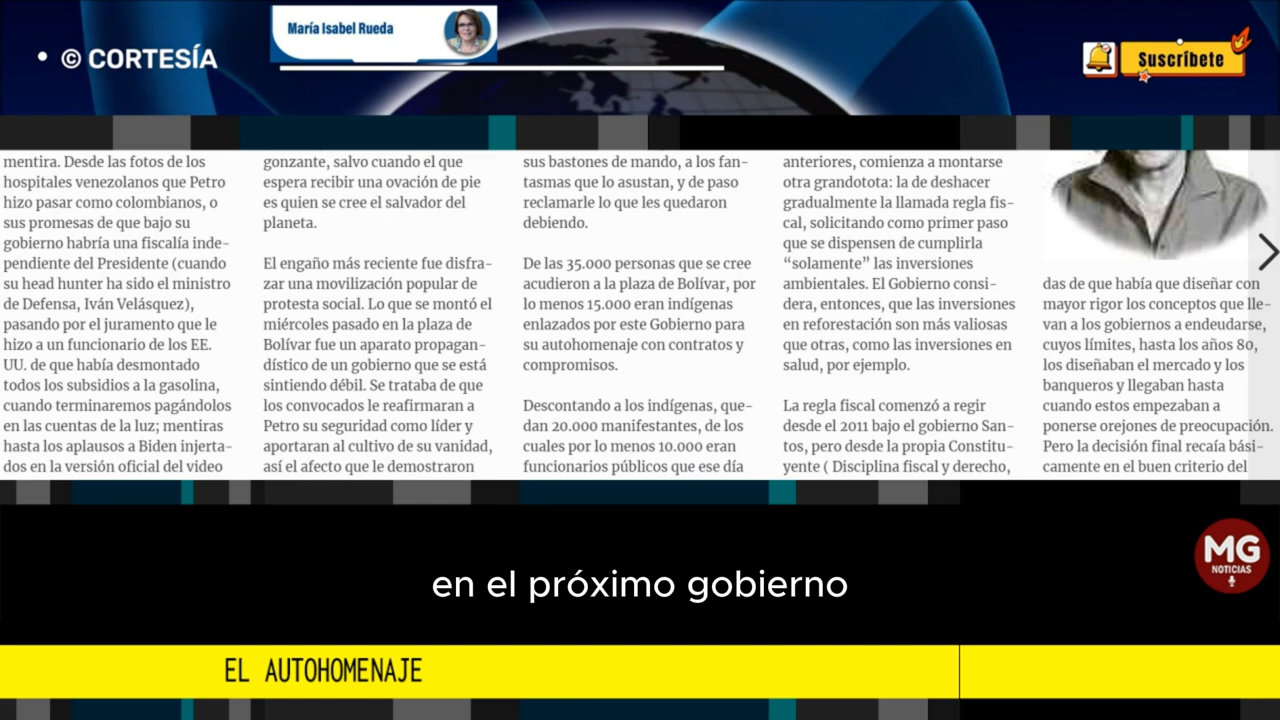 María Isabel Rueda
• © CORTESÍA
Suscríbete
mentira. Desde las fotos de los
hospitales venezolanos que Petro
hizo pasar como colombianos, o
sus promesas de que bajo su
gobierno habría una fiscalía inde-
pendiente del Presidente (cuando
su head hunter ha sido el ministro
de Defensa, Iván Velásquez),
pasando por el juramento que le
hizo a un funcionario de los EE.
UU. de que había desmontado
todos los subsidios a la gasolina,
cuando terminaremos pagándolos
en las cuentas de la luz; mentiras
hasta los aplausos a Biden injerta-
dos en la versión oficial del video
gonzante, salvo cuando el que
espera recibir una ovación de pie
es quien se cree el salvador del
planeta.
El engaño más reciente fue disfra-
zar una movilización popular de
protesta social. Lo que se montó el
miércoles pasado en la plaza de
Bolívar fue un aparato propagan-
dístico de un gobierno que se está
sintiendo débil. Se trataba de que
los convocados le reafirmaran a
Petro su seguridad como líder y
aportaran al cultivo de su vanidad,
así el afecto que le demostraron
sus bastones de mando, a los fan-
tasmas que lo asustan, y de paso
reclamarle lo que les quedaron
debiendo.
De las 35.000 personas que se cree
acudieron a la plaza de Bolívar, por
lo menos 15.000 eran indígenas
enlazados por este Gobierno para
su autohomenaje con contratos y
compromisos.
Descontando a los indígenas, que-
dan 20.000 manifestantes, de los
cuales por lo menos 10.000 eran
funcionarios públicos que ese día
anteriores, comienza a montarse
otra grandotota: la de deshacer
gradualmente la llamada regla fis-
cal, solicitando como primer paso
que se dispensen de cumplirla
“solamente” las inversiones
ambientales. El Gobierno consi-
dera, entonces, que las inversiones
en reforestación son más valiosas
que otras, como las inversiones en
salud, por ejemplo.
La regla fiscal comenzó a regir
desde el 2011 bajo el gobierno San-
tos, pero desde la propia Constitu-
yente ( Disciplina fiscal y derecho,
das de que había que diseñar con
mayor rigor los conceptos que lle-
van a los gobiernos a endeudarse,
cuyos límites, hasta los años 80,
los diseñaban el mercado y los
banqueros y llegaban hasta
cuando estos empezaban a
ponerse orejones de preocupación.
Pero la decisión final recaía bási-
camente en el buen criterio del
MG
NOTICIAS
en el próximo gobierno
EL AUTOHOMENAJE